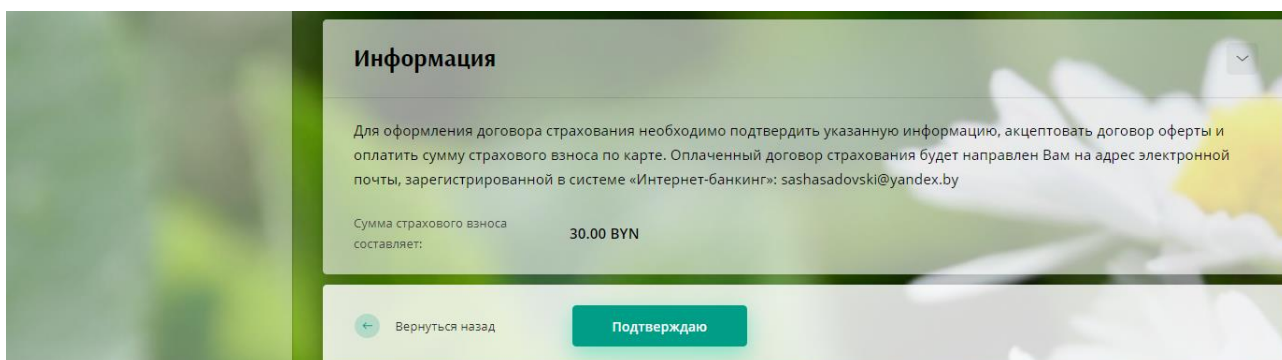 Информация
Для оформления договора страхования необходимо подтвердить указанную информацию, акцептовать договор оферты и
оплатить сумму страхового взноса по карте. Оплаченный договор страхования будет направлен Вам на адрес электронной
почты, зарегистрированной в системе «Интернет-банкинг»: sashasadovski@yandex.by
Сумма страхового взноса
составляет:
30.00 BYN
Вернуться назад
Подтверждаю